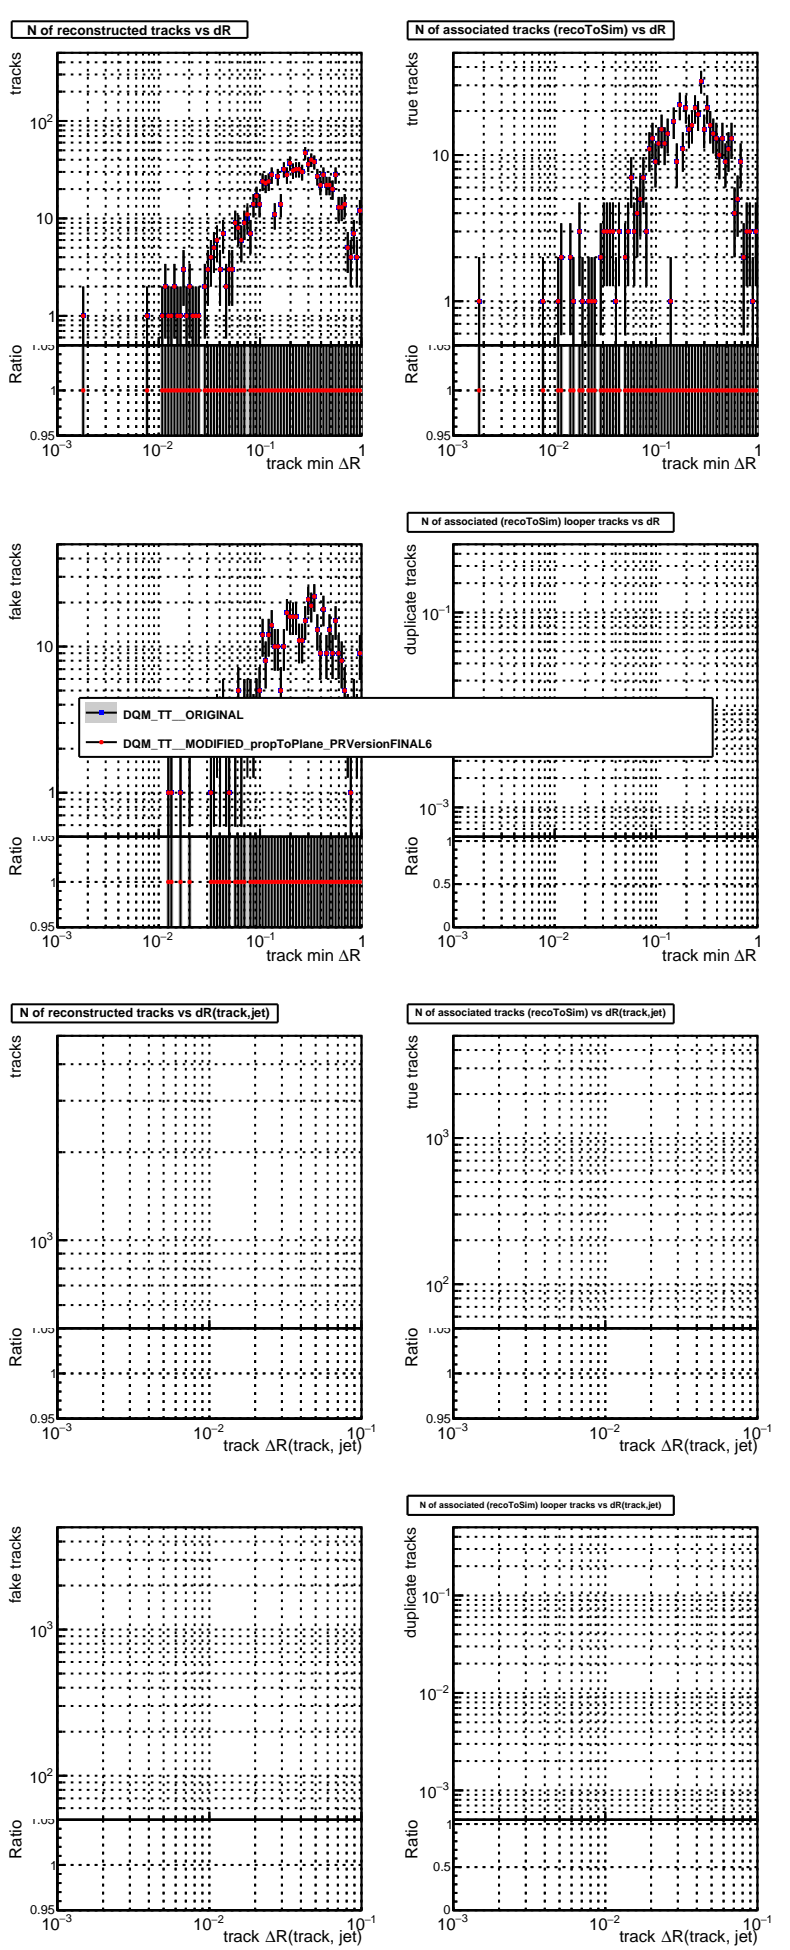 N of reconstructed tracks vs dR
N of associated tracks (recoToSim) vs dR
tracks
10²
10
1
1.05
Ratio
1
0.95
10⁻³
10⁻²
10⁻¹
1
track min ΔR
true tracks
10
1
Ratio
1.05
1
0.95
10⁻³
10⁻²
10⁻¹
1
track min ΔR
N of associated (recoToSim) looper tracks vs dR
fake tracks
10
1
Ratio
1.05
1
0.95
10⁻³
10⁻²
10⁻¹
1
track min ΔR
duplicate tracks
10⁻¹
10⁻³
Ratio
1
0.5
0
10⁻³
10⁻²
10⁻¹
1
track min ΔR
DQM_TT__ORIGINAL
DQM_TT__MODIFIED_propToPlane_PRVersionFINAL6
N of reconstructed tracks vs dR(track,jet)
N of associated tracks (recoToSim) vs dR(track,jet)
tracks
10³
Ratio
1.05
1
0.95
10⁻³
10⁻²
10⁻¹
track ΔR(track, jet)
true tracks
10³
10²
Ratio
1.05
1
0.95
10⁻³
10⁻²
10⁻¹
track ΔR(track, jet)
N of associated (recoToSim) looper tracks vs dR(track,jet)
fake tracks
10³
10²
Ratio
1.05
1
0.95
10⁻³
10⁻²
10⁻¹
track ΔR(track, jet)
duplicate tracks
10⁻¹
10⁻²
10⁻³
Ratio
1
0.5
0
10⁻³
10⁻²
10⁻¹
track ΔR(track, jet)